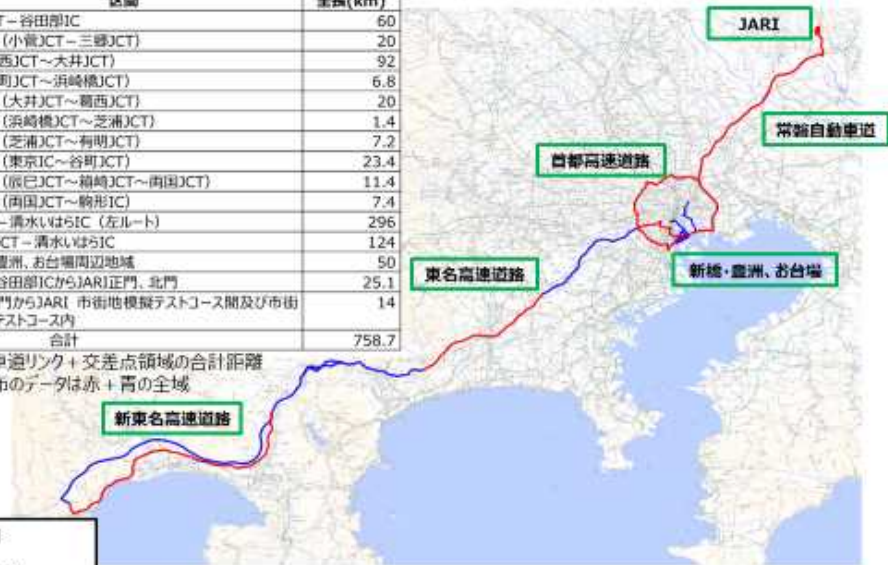 区間 全長(km)
T－谷田部IC 60
(小菅JCT－三郷JCT) 20
西JCT～大井JCT) 92
町JCT～浜崎橋JCT) 6.8
(大井JCT～葛西JCT) 20
(浜崎橋JCT～芝浦JCT) 1.4
(芝浦JCT～有明JCT) 7.2
(東京IC～谷町JCT) 23.4
(辰巳JCT～箱崎JCT～両国JCT) 11.4
(両国JCT～駒形IC) 7.4
－清水いはらIC（左ルート） 296
JCT－清水いはらIC 124
豊洲、お台場周辺地域 50
谷田部ICからJARI正門、北門 25.1
門からJARI 市街地模擬テストコース間及び市街 14
テストコース内
合計 758.7
車道リンク＋交差点領域の合計距離
布のデータは赤＋青の全域
JARI
常磐自動車道
首都高速道路
新橋・豊洲、お台場
東名高速道路
新東名高速道路